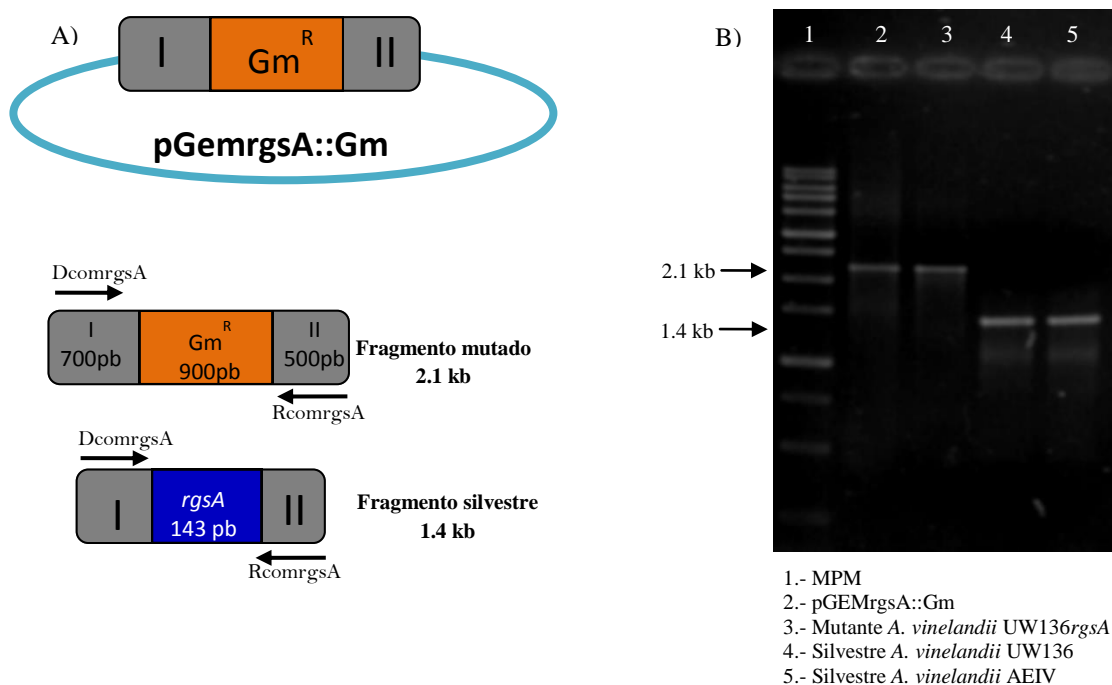 A)
I
Gm R
II
pGemrgsA::Gm
DcomrgsA
I
700pb
Gm R
900pb
II
500pb
Fragmento mutado
2.1 kb
RcomrgsA
DcomrgsA
I
rgsA
143 pb
II
Fragmento silvestre
1.4 kb
RcomrgsA
B)
1 2 3 4 5
2.1 kb
1.4 kb
1.- MPM
2.- pGEMrgsA::Gm
3.- Mutante A. vinelandii UW136rgsA
4.- Silvestre A. vinelandii UW136
5.- Silvestre A. vinelandii AEIV